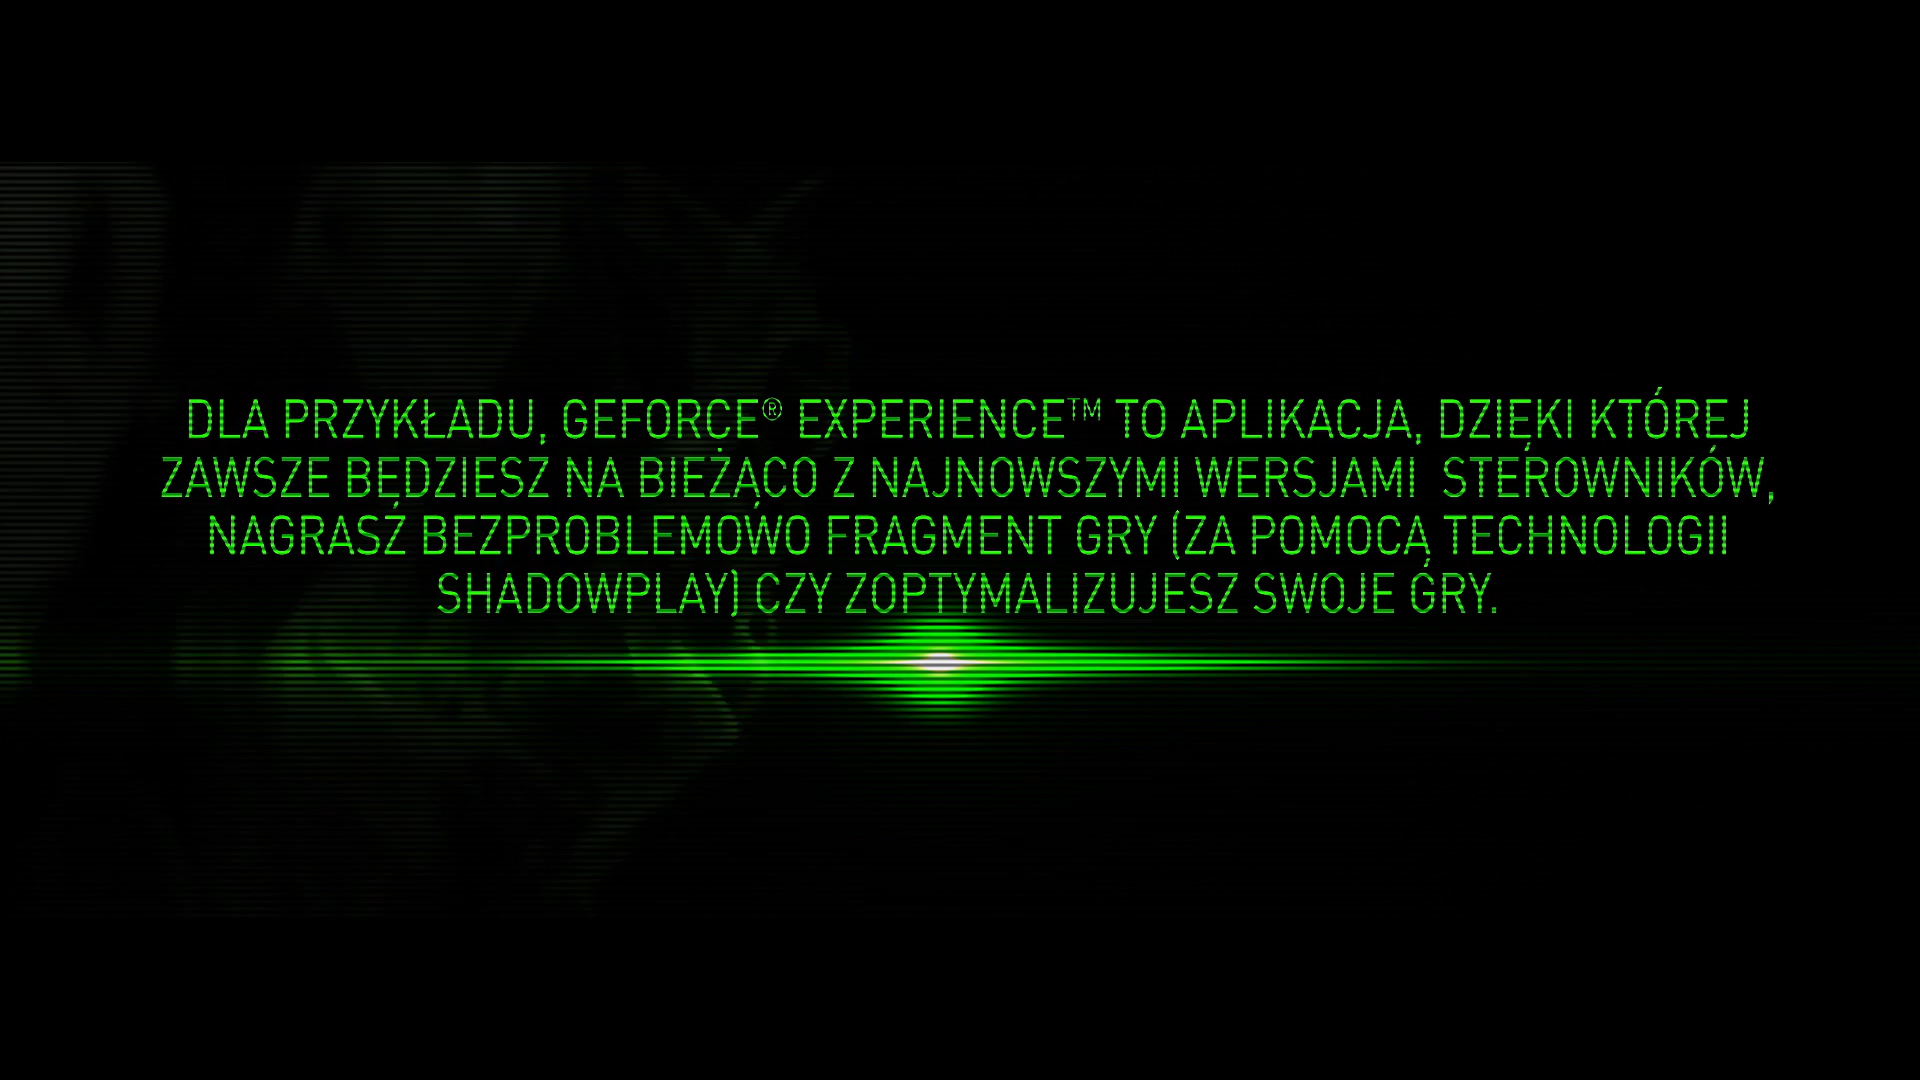 DLA PRZYKŁADU, GEFORCE® EXPERIENCE™ TO APLIKACJA, DZIĘKI KTÓREJ
ZAWSZE BĘDZIESZ NA BIEŻĄCO Z NAJNOWSZYMI WERSJAMI  STEROWNIKÓW,
NAGRASZ BEZPROBLEMOWO FRAGMENT GRY (ZA POMOCĄ TECHNOLOGII
SHADOWPLAY) CZY ZOPTYMALIZUJESZ SWOJE GRY.